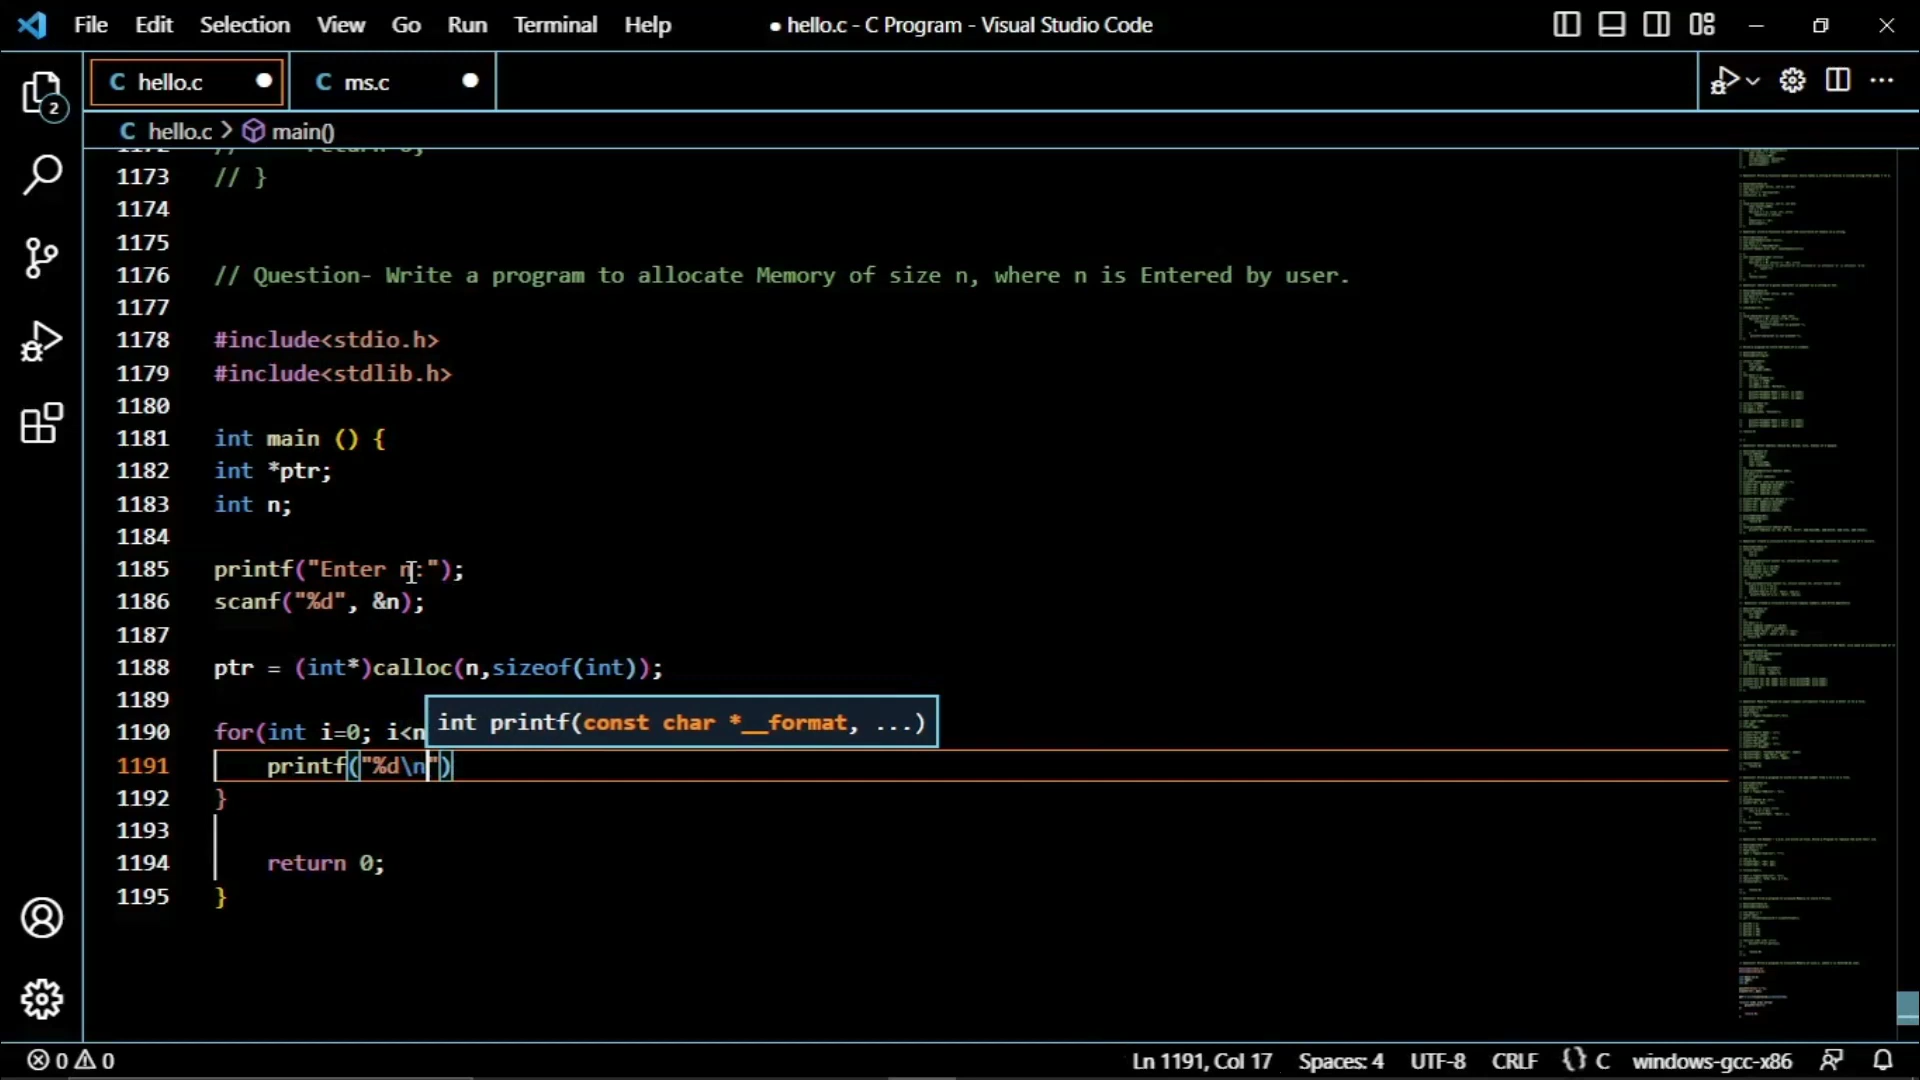 File Edit Selection View Go Run Terminal Help ● hello.c - C Program - Visual Studio Code
C hello.c C ms.c
C hello.c > main()
2
1173 // }
1174
1175
1176 // Question- Write a program to allocate Memory of size n, where n is Entered by user.
1177
1178 #include<stdio.h>
1179 #include<stdlib.h>
1180
1181 int main () {
1182 int *ptr;
1183 int n;
1184
1185 printf("Enter n:");
1186 scanf("%d", &n);
1187
1188 ptr = (int*)calloc(n,sizeof(int));
1189
int printf(const char *__format, ...)
1190 for(int i=0; i<n
1191 printf("%d\n")
1192 }
1193
1194 return 0;
1195 }
0 0 Ln 1191, Col 17 Spaces: 4 UTF-8 CRLF {} C windows-gcc-x86